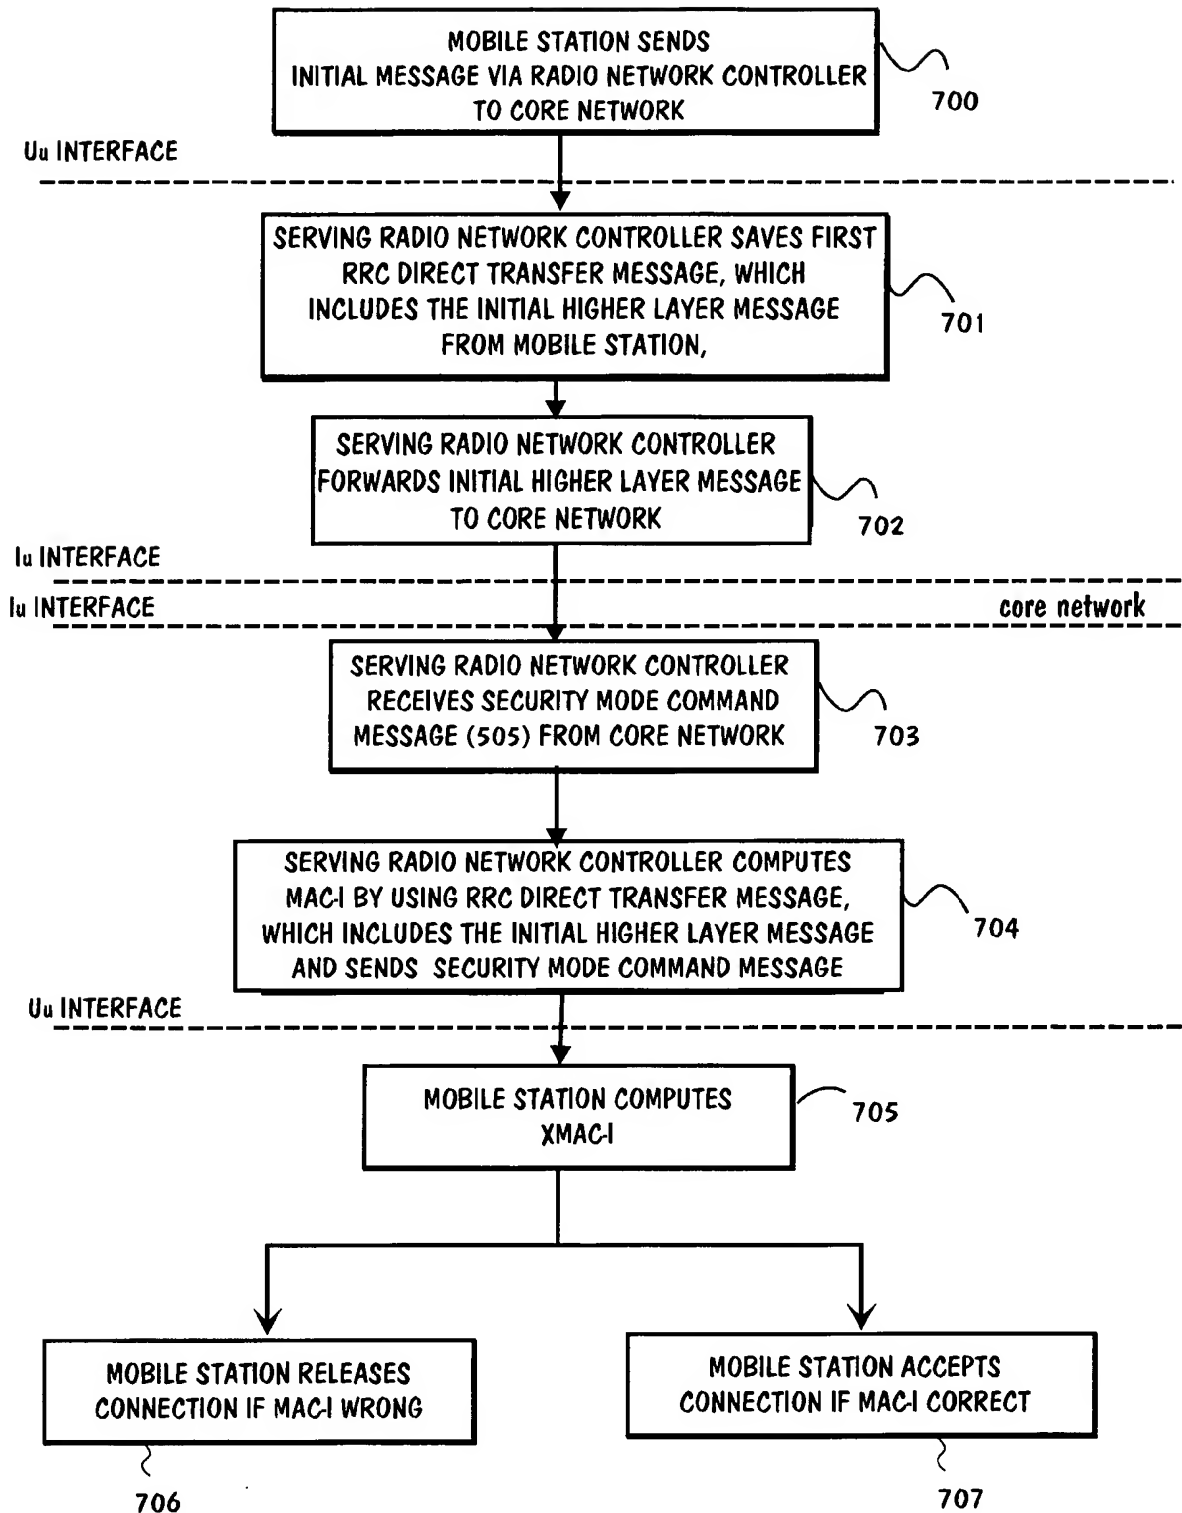 MOBILE STATION SENDS
INITIAL MESSAGE VIA RADIO NETWORK CONTROLLER
TO CORE NETWORK
700
Uu INTERFACE
SERVING RADIO NETWORK CONTROLLER SAVES FIRST
RRC DIRECT TRANSFER MESSAGE, WHICH
INCLUDES THE INITIAL HIGHER LAYER MESSAGE
FROM MOBILE STATION,
701
SERVING RADIO NETWORK CONTROLLER
FORWARDS INITIAL HIGHER LAYER MESSAGE
TO CORE NETWORK
702
Iu INTERFACE
Iu INTERFACE
core network
SERVING RADIO NETWORK CONTROLLER
RECEIVES SECURITY MODE COMMAND
MESSAGE (505) FROM CORE NETWORK
703
SERVING RADIO NETWORK CONTROLLER COMPUTES
MAC-I BY USING RRC DIRECT TRANSFER MESSAGE,
WHICH INCLUDES THE INITIAL HIGHER LAYER MESSAGE
AND SENDS SECURITY MODE COMMAND MESSAGE
704
Uu INTERFACE
MOBILE STATION COMPUTES
XMAC-I
705
MOBILE STATION RELEASES
CONNECTION IF MAC-I WRONG
706
MOBILE STATION ACCEPTS
CONNECTION IF MAC-I CORRECT
707